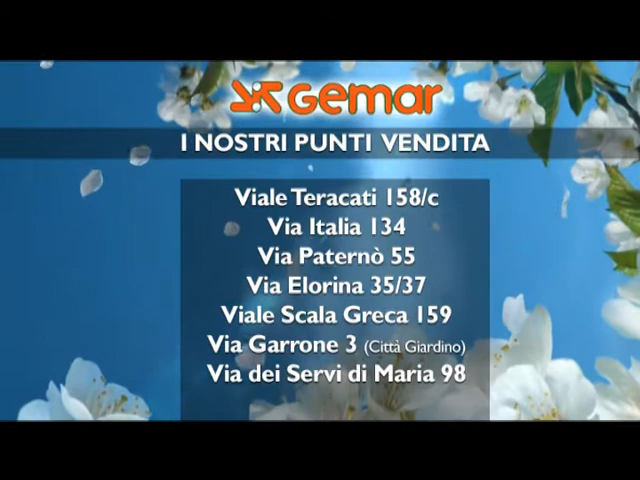 Gemar
I NOSTRI PUNTI VENDITA
Viale Teracati 158/c
Via Italia 134
Via Paternò 55
Via Elorina 35/37
Viale Scala Greca 159
Via Garrone 3 (Città Giardino)
Via dei Servi di Maria 98